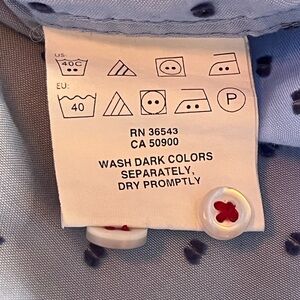 US:
40C
EU:
40
P
RN 36543
CA 50900
WASH DARK COLORS
SEPARATELY,
DRY PROMPTLY